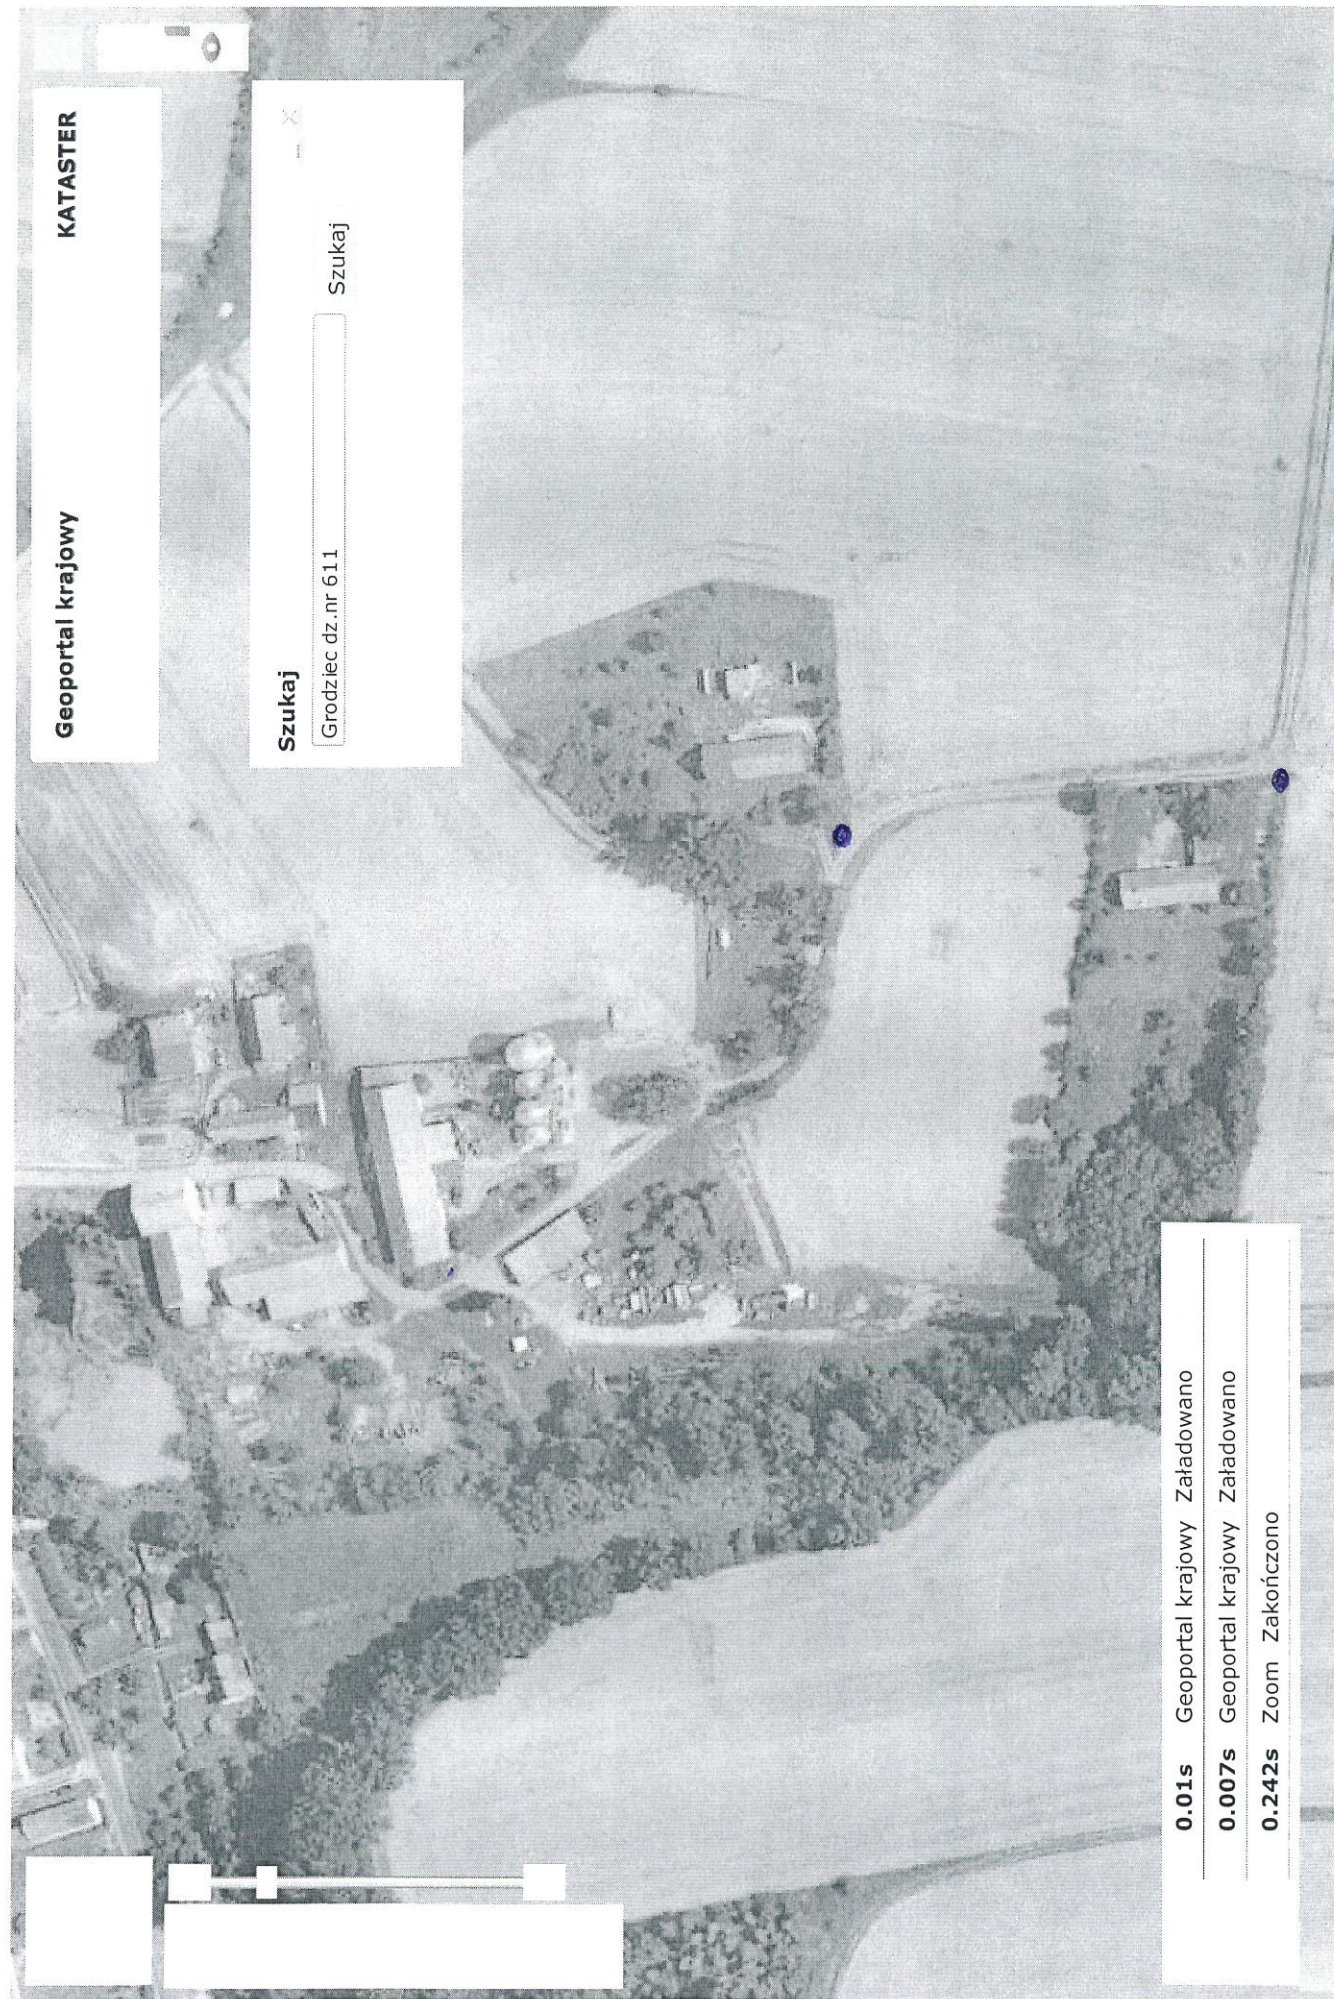 Geoportal krajowy KATASTER
Szukaj
Grodziec dz.nr 611 Szukaj
0.01s Geoportal krajowy Załadowano
0.007s Geoportal krajowy Załadowano
0.242s Zoom Zakończono